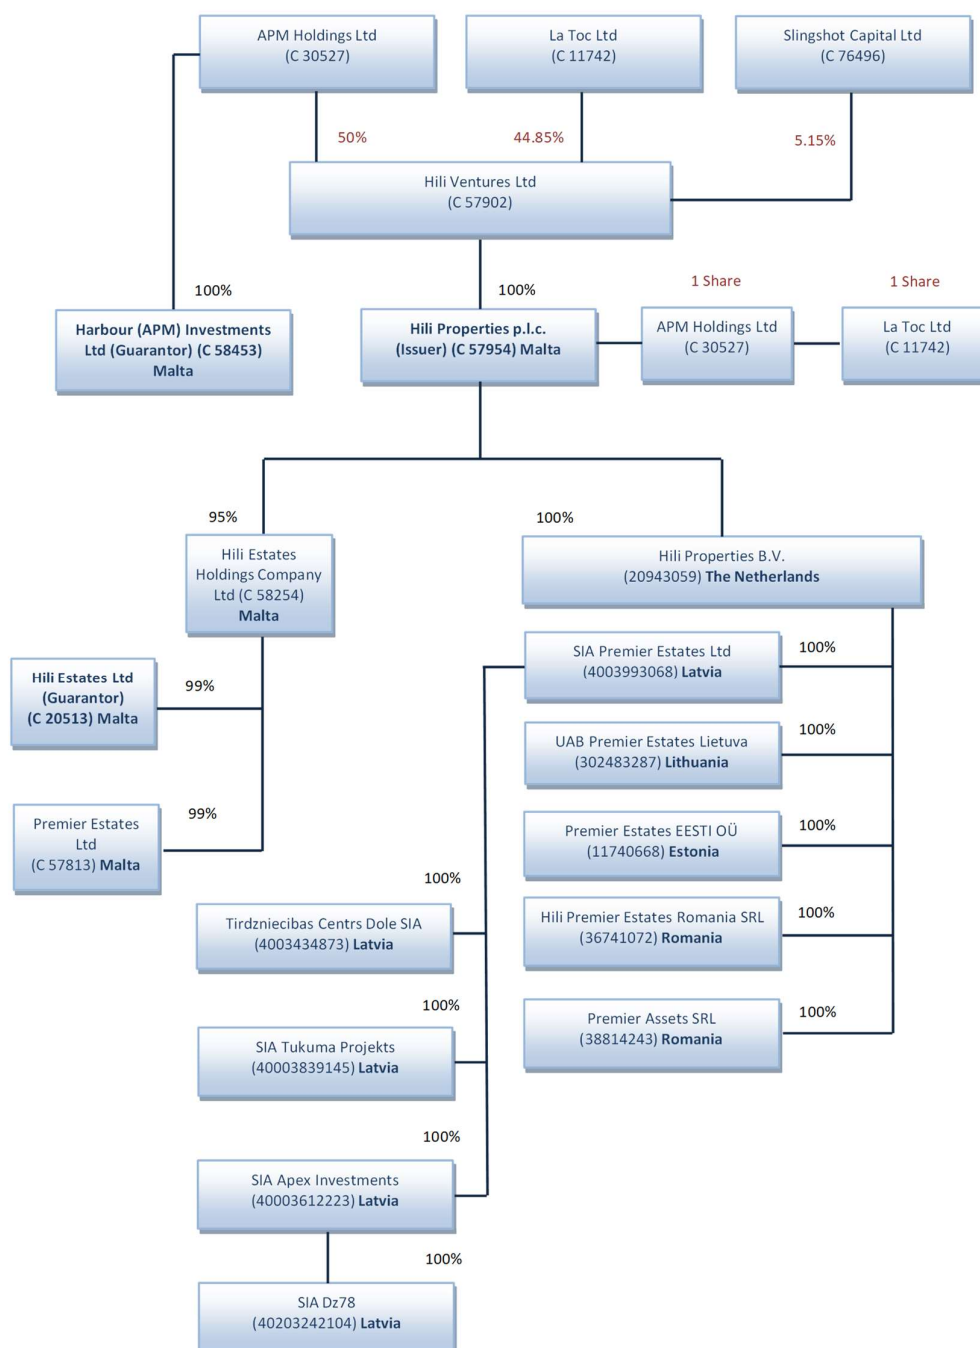 APM Holdings Ltd
(C 30527)
La Toc Ltd
(C 11742)
Slingshot Capital Ltd
(C 76496)
50%
44.85%
5.15%
Hili Ventures Ltd
(C 57902)
100%
100%
1 Share
1 Share
Harbour (APM) Investments
Ltd (Guarantor) (C 58453)
Malta
Hili Properties p.l.c.
(Issuer) (C 57954) Malta
APM Holdings Ltd
(C 30527)
La Toc Ltd
(C 11742)
95%
100%
Hili Estates
Holdings Company
Ltd (C 58254)
Malta
Hili Properties B.V.
(20943059) The Netherlands
Hili Estates Ltd
(Guarantor)
(C 20513) Malta
99%
SIA Premier Estates Ltd
(4003993068) Latvia
100%
UAB Premier Estates Lietuva
(302483287) Lithuania
100%
Premier Estates
Ltd
(C 57813) Malta
99%
Premier Estates EESTI OÜ
(11740668) Estonia
100%
100%
Tirdzniecibas Centrs Dole SIA
(4003434873) Latvia
Hili Premier Estates Romania SRL
(36741072) Romania
100%
100%
SIA Tukuma Projekts
(40003839145) Latvia
Premier Assets SRL
(38814243) Romania
100%
100%
SIA Apex Investments
(40003612223) Latvia
100%
SIA Dz78
(40203242104) Latvia